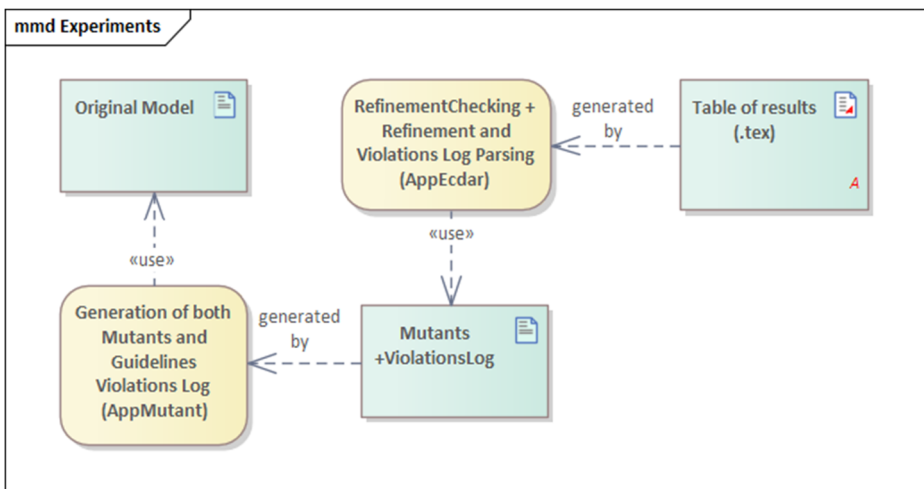 mmd Experiments
Original Model
RefinementChecking +
Refinement and
Violations Log Parsing
(AppEcdar)
generated
by
Table of results
(.tex)
A
«use»
«use»
Generation of both
Mutants and
Guidelines
Violations Log
(AppMutant)
generated
by
Mutants
+ViolationsLog